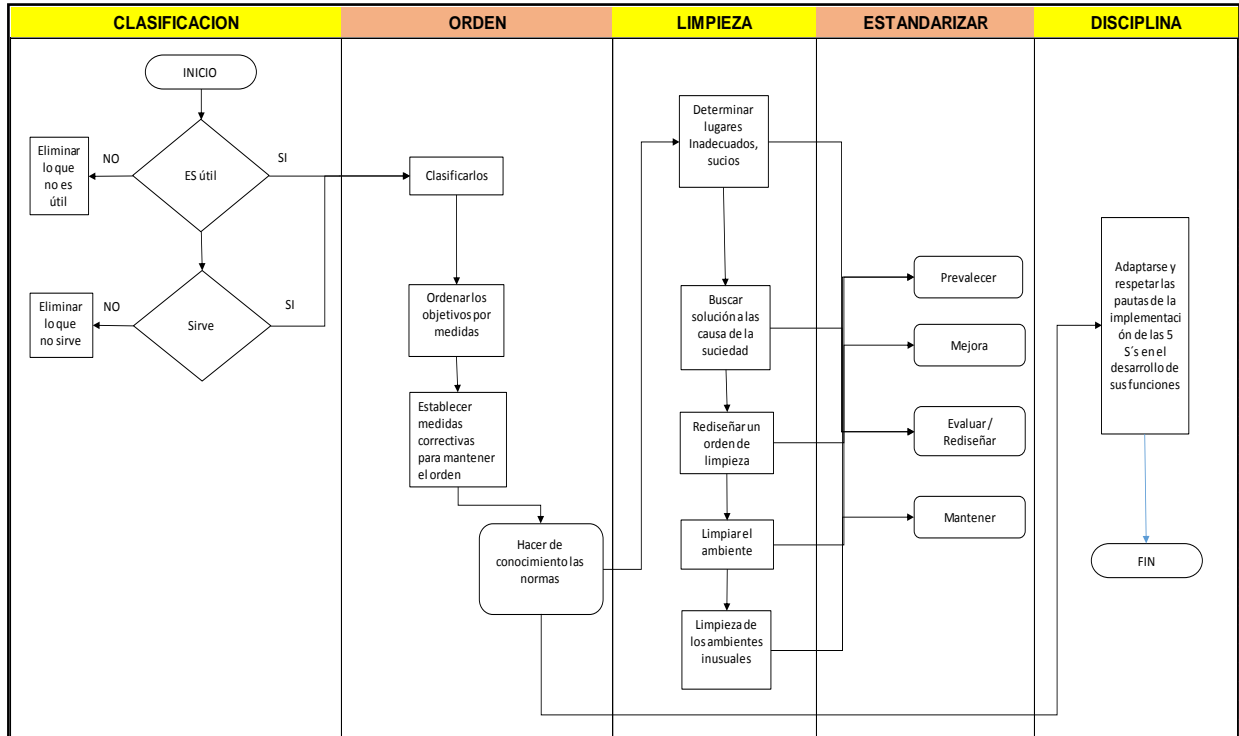 CLASIFICACION
ORDEN
LIMPIEZA
ESTANDARIZAR
DISCIPLINA
INICIO
ES útil
NO
SI
Eliminar
lo que
no es
útil
Sirve
NO
SI
Eliminar
lo que
no sirve
Clasificarlos
Ordenar los
objetivos por
medidas
Establecer
medidas
correctivas
para mantener
el orden
Hacer de
conocimiento las
normas
Determinar
lugares
Inadecuados,
sucios
Buscar
solución a las
causa de la
suciedad
Rediseñar un
orden de
limpieza
Limpiar el
ambiente
Limpieza de
los ambientes
inusuales
Prevalecer
Mejora
Evaluar /
Rediseñar
Mantener
Adaptarse y
respetar las
pautas de la
implementaci
ón de las 5
S´s en el
desarrollo de
sus funciones
FIN